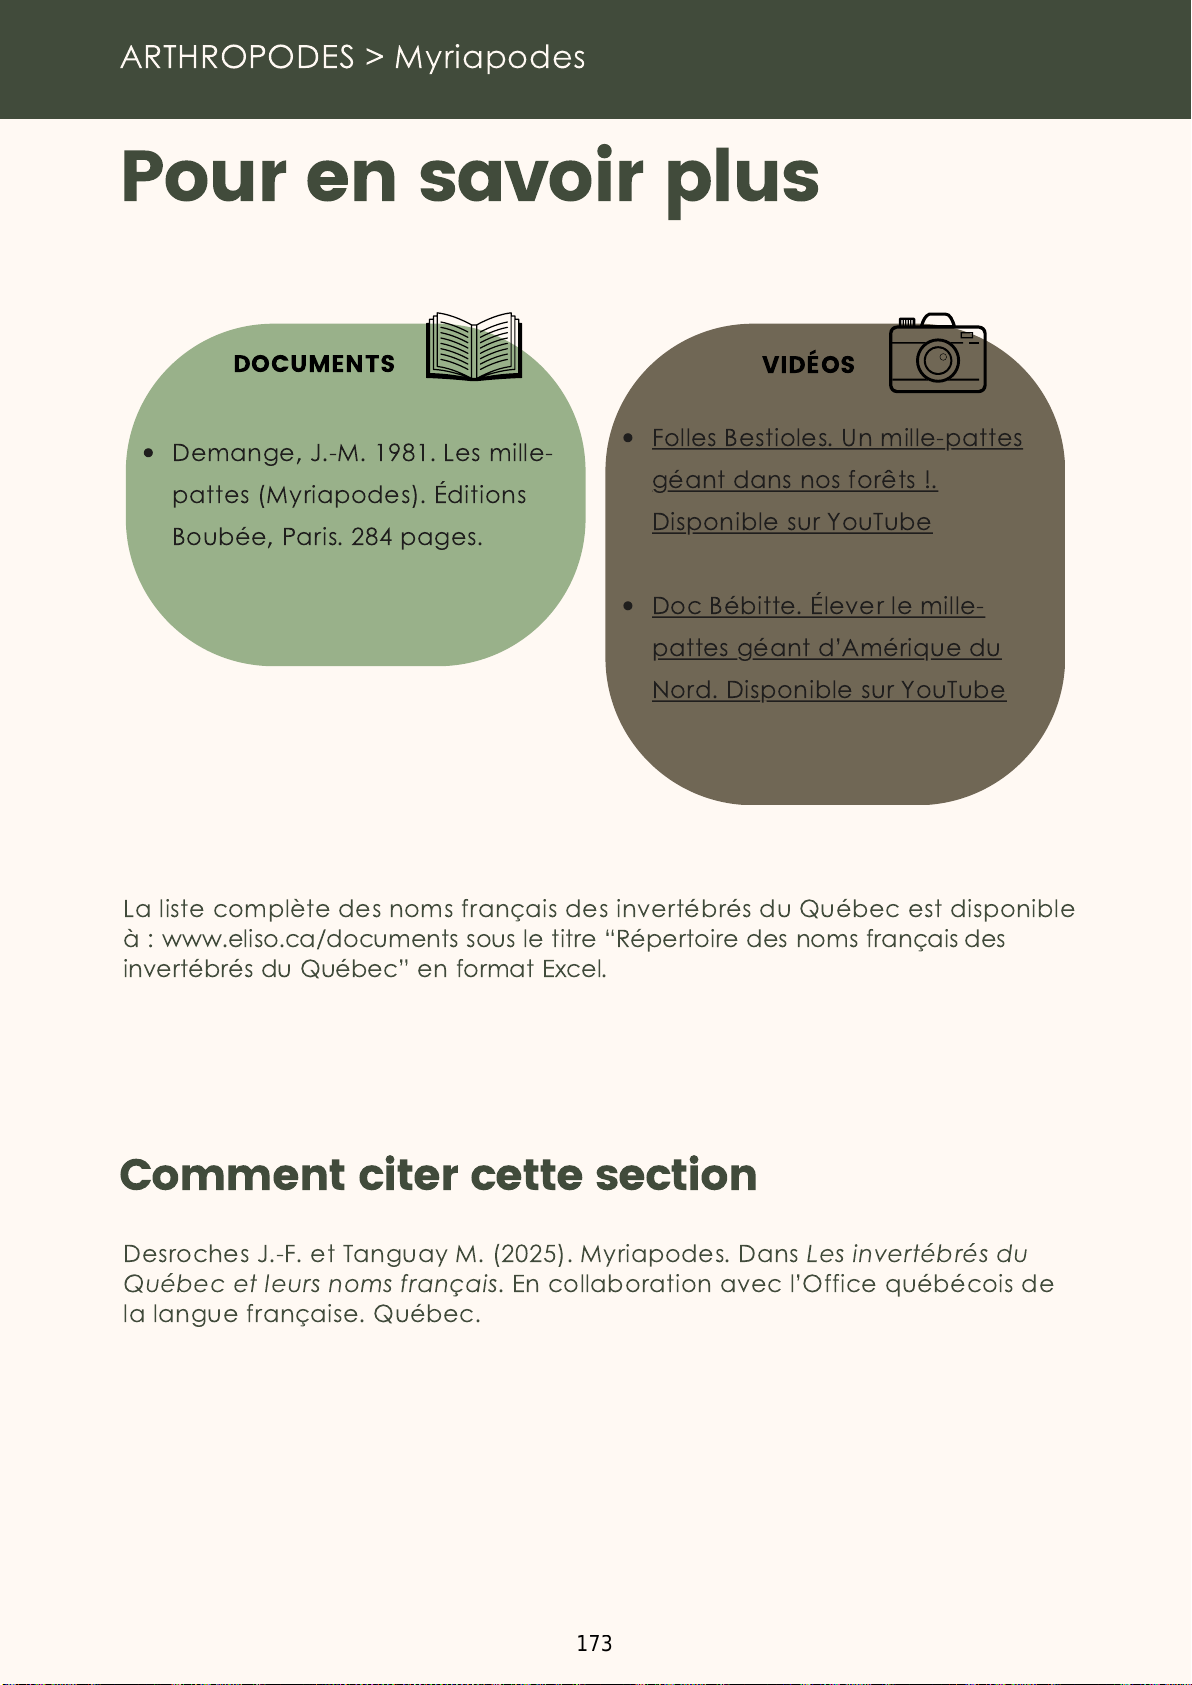 ARTHROPODES > Myriapodes
Pour en savoir plus
DOCUMENTS
• Demange, J.-M. 1981. Les mille-
pattes (Myriapodes). Éditions
Boubée, Paris. 284 pages.
VIDÉOS
• Folles Bestioles. Un mille-pattes
géant dans nos forêts !.
Disponible sur YouTube
• Doc Bébitte. Élever le mille-
pattes géant d'Amérique du
Nord. Disponible sur YouTube
La liste complète des noms français des invertébrés du Québec est disponible
à : www.eliso.ca/documents sous le titre “Répertoire des noms français des
invertébrés du Québec” en format Excel.
Comment citer cette section
Desroches J.-F. et Tanguay M. (2025). Myriapodes. Dans Les invertébrés du
Québec et leurs noms français. En collaboration avec l’Office québécois de
la langue française. Québec.
173